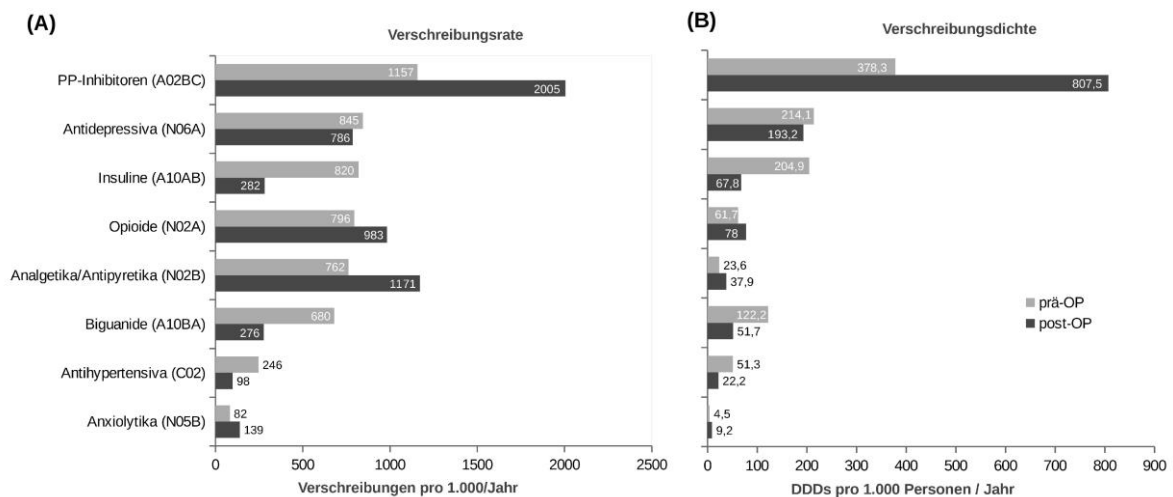 (A)
Verschreibungsrate
PP-Inhibitoren (A02BC)
1157
2005
Antidepressiva (N06A)
845
786
Insuline (A10AB)
820
282
Opioide (N02A)
796
983
Analgetika/Antipyretika (N02B)
762
1171
Biguanide (A10BA)
680
276
Antihypertensiva (C02)
246
98
Anxiolytika (N05B)
82
139
0 500 1000 1500 2000 2500
Verschreibungen pro 1.000/Jahr
(B)
Verschreibungsdichte
378,3
807,5
214,1
193,2
204,9
67,8
61,7
78
23,6
37,9
122,2
51,7
51,3
22,2
4,5
9,2
prä-OP
post-OP
0 100 200 300 400 500 600 700 800 900
DDDs pro 1.000 Personen / Jahr